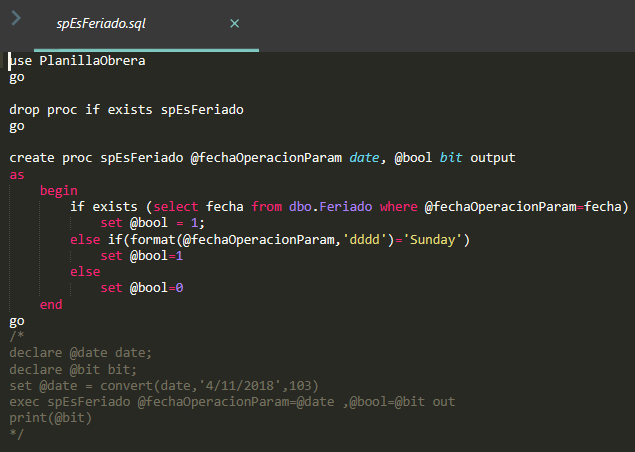 spEsFeriado.sql
use PlanillaObrera
go
drop proc if exists spEsFeriado
go
create proc spEsFeriado @fechaOperacionParam date, @bool bit output
as
begin
if exists (select fecha from dbo.Feriado where @fechaOperacionParam=fecha)
set @bool = 1;
else if(format(@fechaOperacionParam,'dddd')='Sunday')
set @bool=1
else
set @bool=0
end
go
/*
declare @date date;
declare @bit bit;
set @date = convert(date,'4/11/2018',103)
exec spEsFeriado @fechaOperacionParam=@date ,@bool=@bit out
print(@bit)
*/